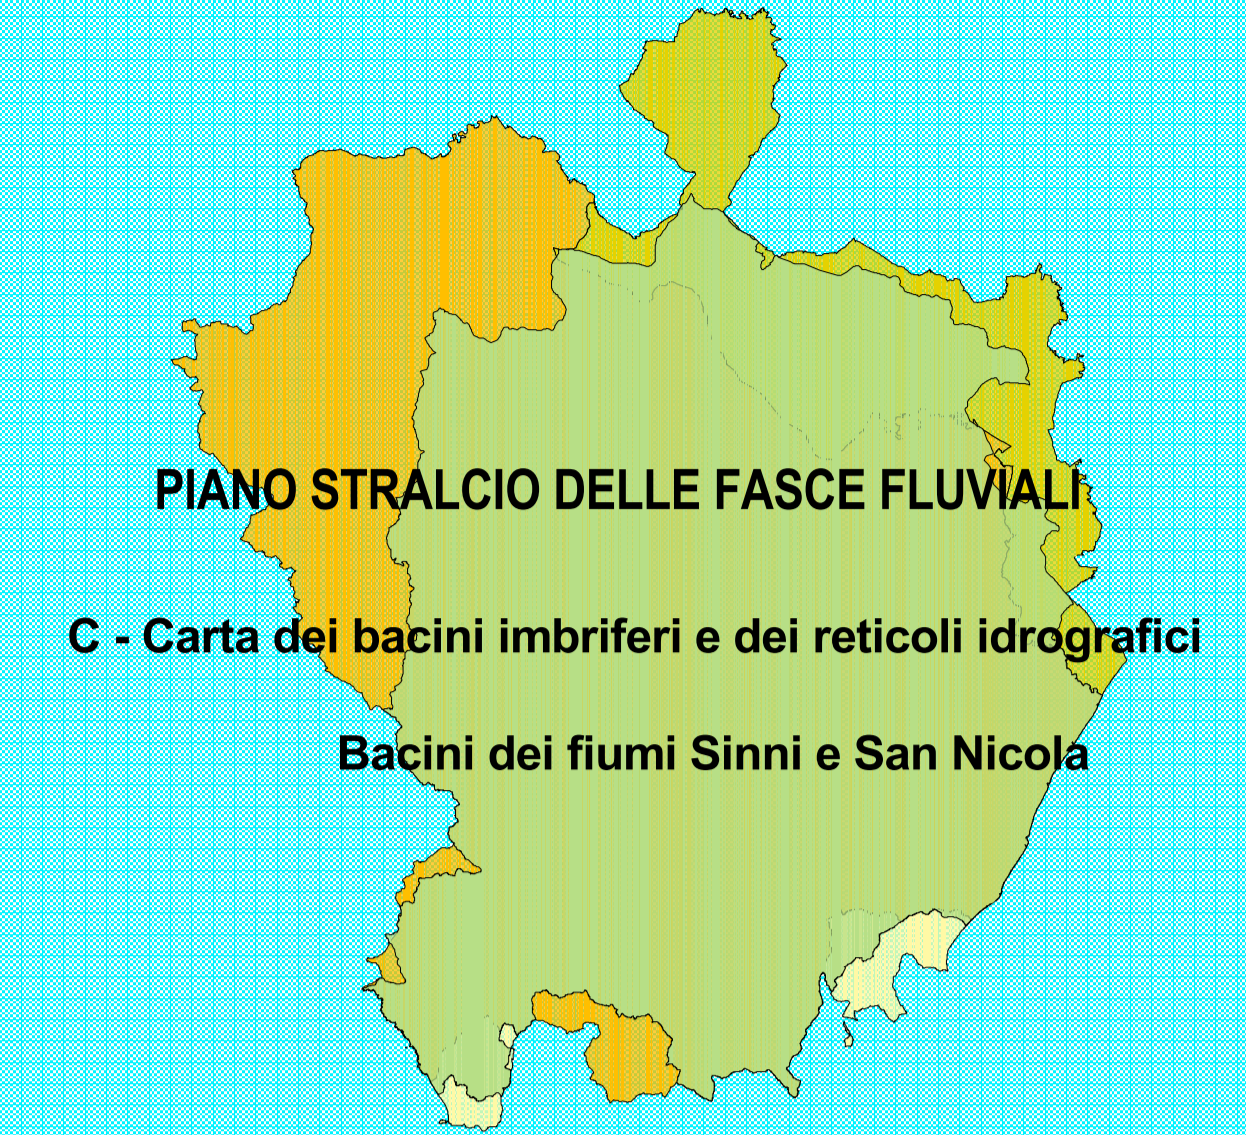 PIANO STRALCIO DELLE FASCE FLUVIALI
C - Carta dei bacini imbriferi e dei reticoli idrografici
Bacini dei fiumi Sinni e San Nicola